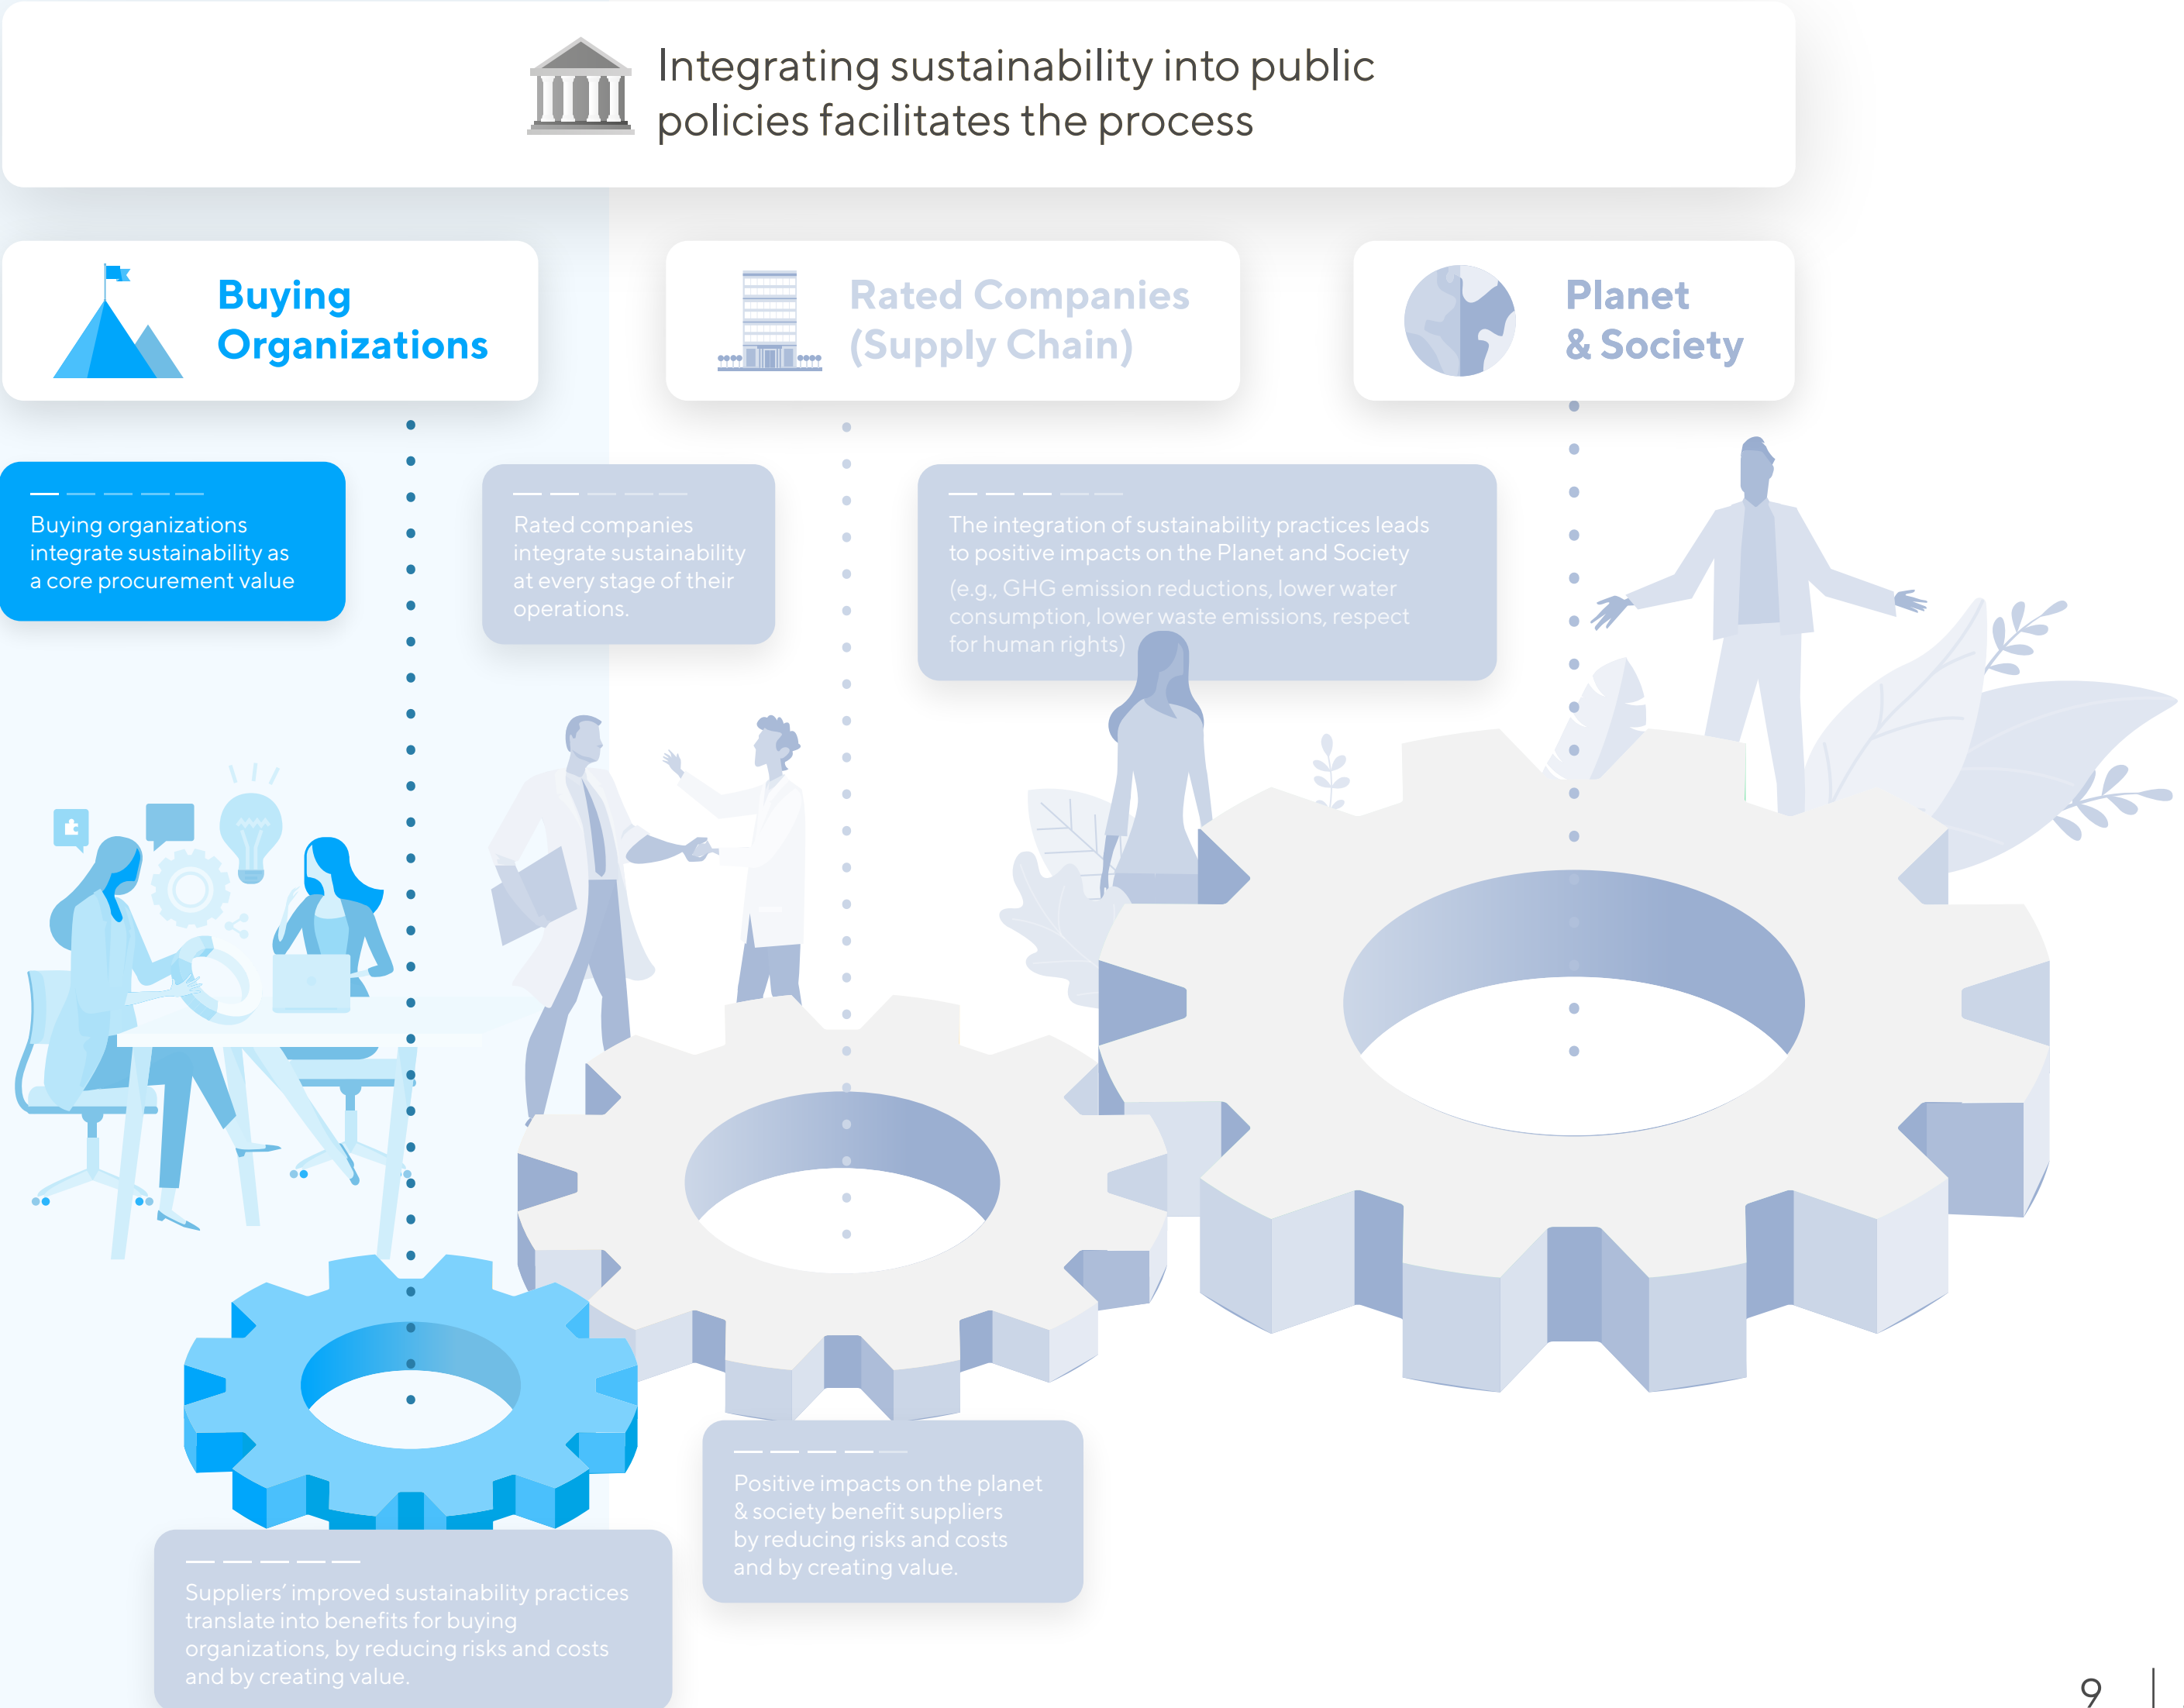 Integrating sustainability into public
policies facilitates the process
Buying
Organizations
Rated Companies
(Supply Chain)
Planet
& Society
Buying organizations
integrate sustainability as
a core procurement value
Rated companies
integrate sustainability
at every stage of their
operations.
The integration of sustainability practices leads
to positive impacts on the Planet and Society
(e.g., GHG emission reductions, lower water
consumption, lower waste emissions, respect
for human rights)
Positive impacts on the planet
& society benefit suppliers
by reducing risks and costs
and by creating value.
Suppliers’ improved sustainability practices
translate into benefits for buying
organizations, by reducing risks and costs
and by creating value.
9